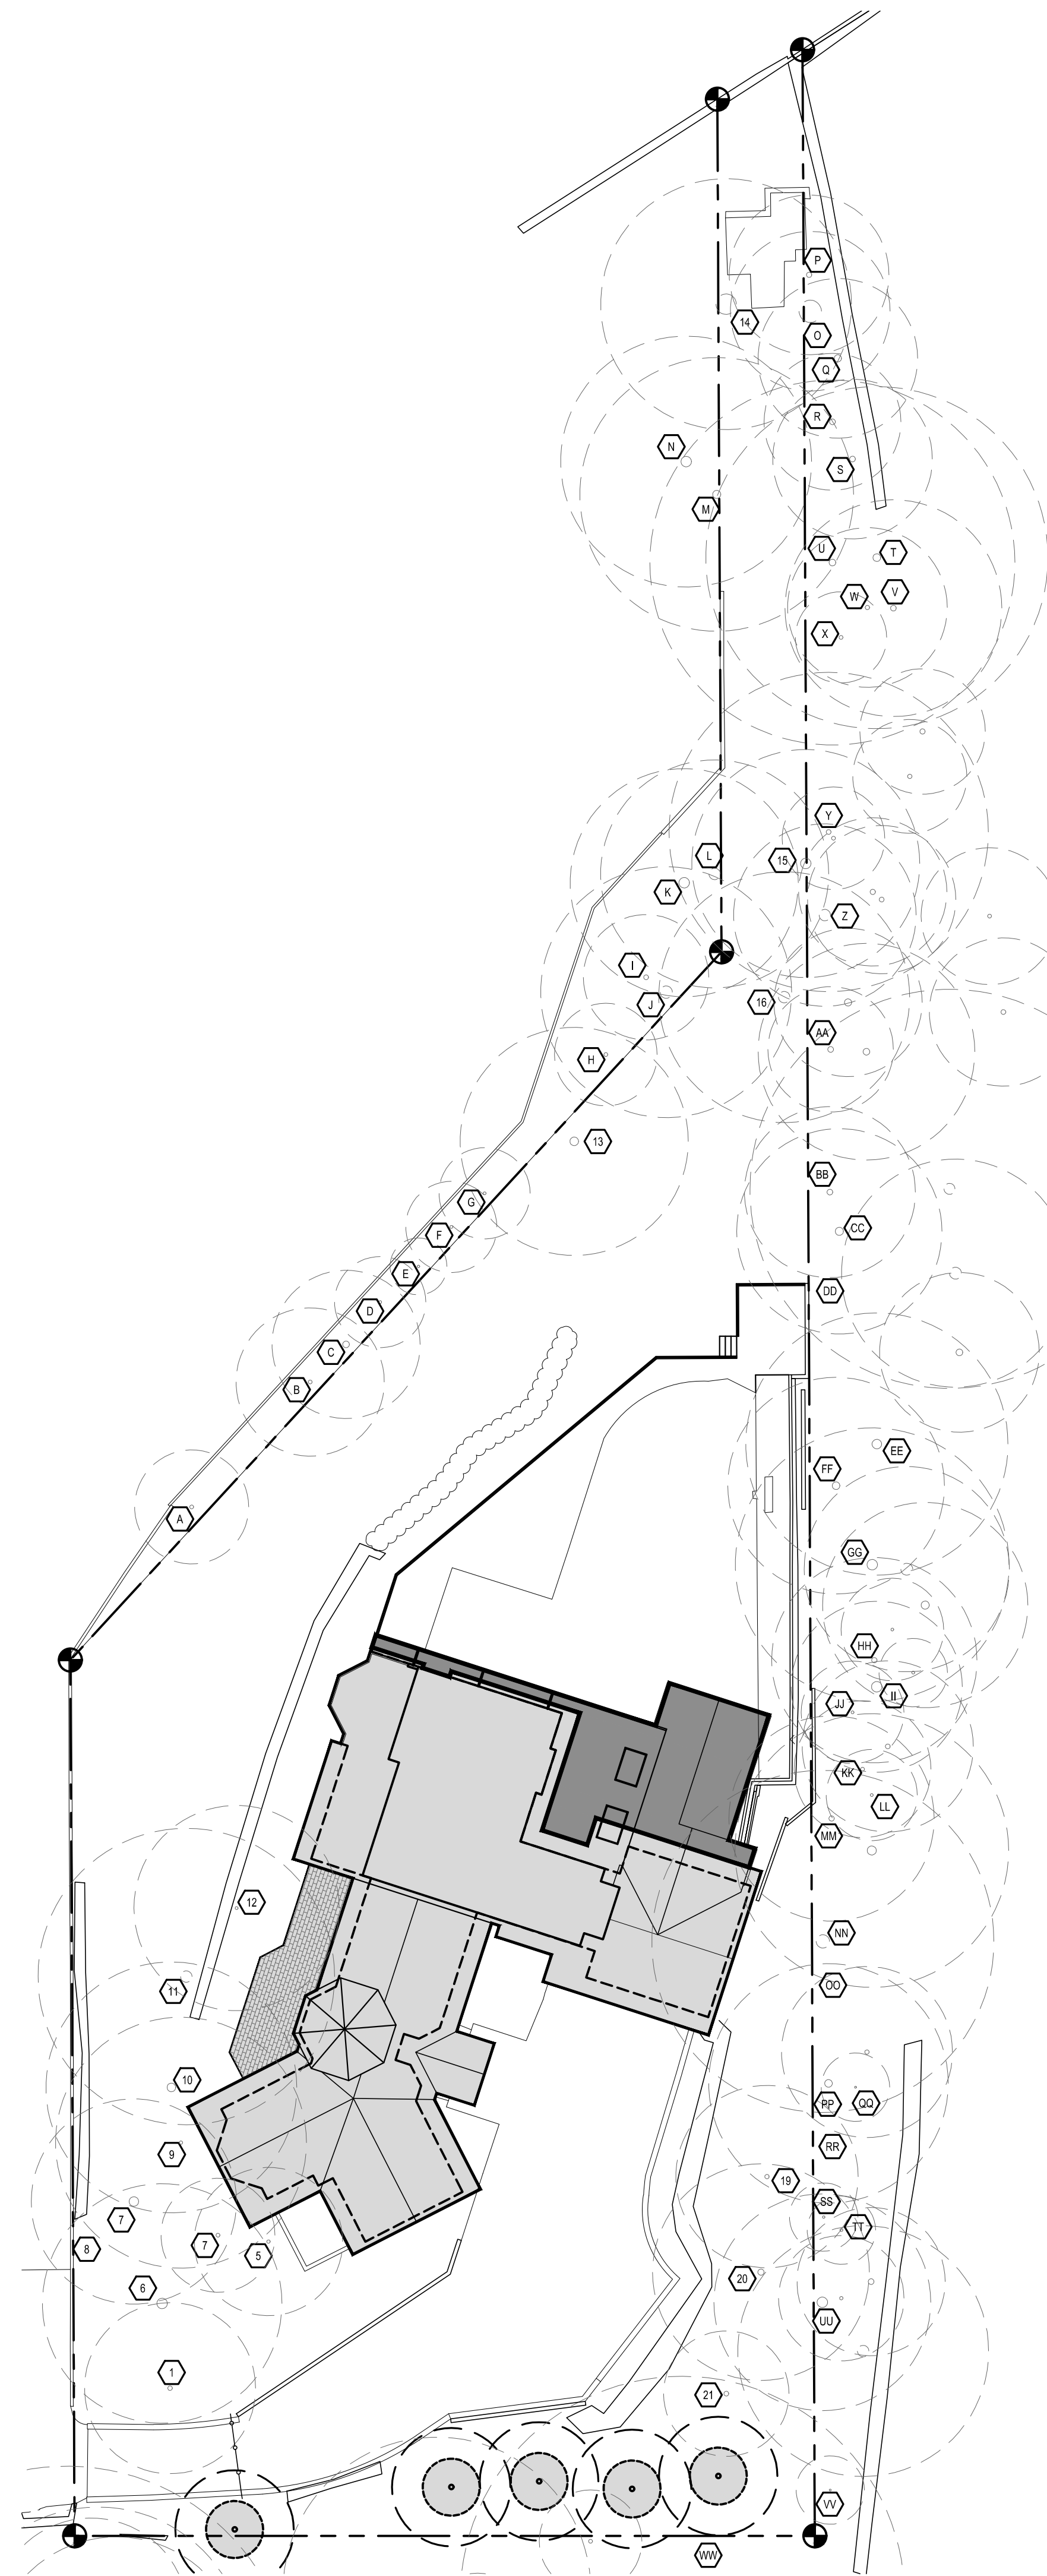 P
14
O
Q
R
N
S
M
U
T
V
W
X
Y
L
15
K
Z
I
J
16
AA
H
13
BB
G
CC
F
E
DD
D
C
B
EE
FF
A
GG
HH
II
JJ
KK
LL
MM
12
NN
OO
11
10
PP
QQ
RR
9
19
SS
7
TT
7
8
5
20
6
UU
1
21
VV
WW